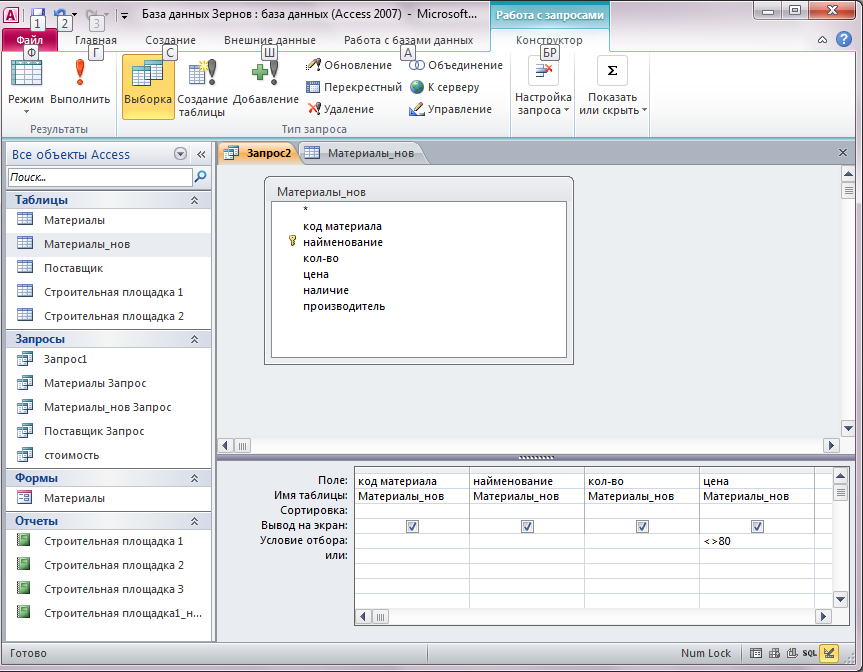 База данных Зернов : база данных (Access 2007) - Microsoft...
Работа с запросами
1 2 3
Файл Главная Создание Внешние данные Работа с базами данных Конструктор
Ф Г С Ш А БР
Режим Выполнить
Результаты
Выборка Создание таблицы Добавление
Обновление Объединение
Перекрестный К серверу
Удаление Управление
Тип запроса
Настройка запроса
Показать или скрыть
Все объекты Access
Поиск...
Таблицы
Материалы
Материалы_нов
Поставщик
Строительная площадка 1
Строительная площадка 2
Запросы
Запрос1
Материалы Запрос
Материалы_нов Запрос
Поставщик Запрос
стоимость
Формы
Материалы
Отчеты
Строительная площадка 1
Строительная площадка 2
Строительная площадка 3
Строительная площадка1_н...
Запрос2 Материалы_нов
Материалы_нов
*
код материала
найменование
кол-во
цена
наличие
производитель
Поле: код материала найменование кол-во цена
Имя таблицы: Материалы_нов Материалы_нов Материалы_нов Материалы_нов
Сортировка:
Вывод на экран:
Условие отбора: <>80
или:
Готово Num Lock SQL